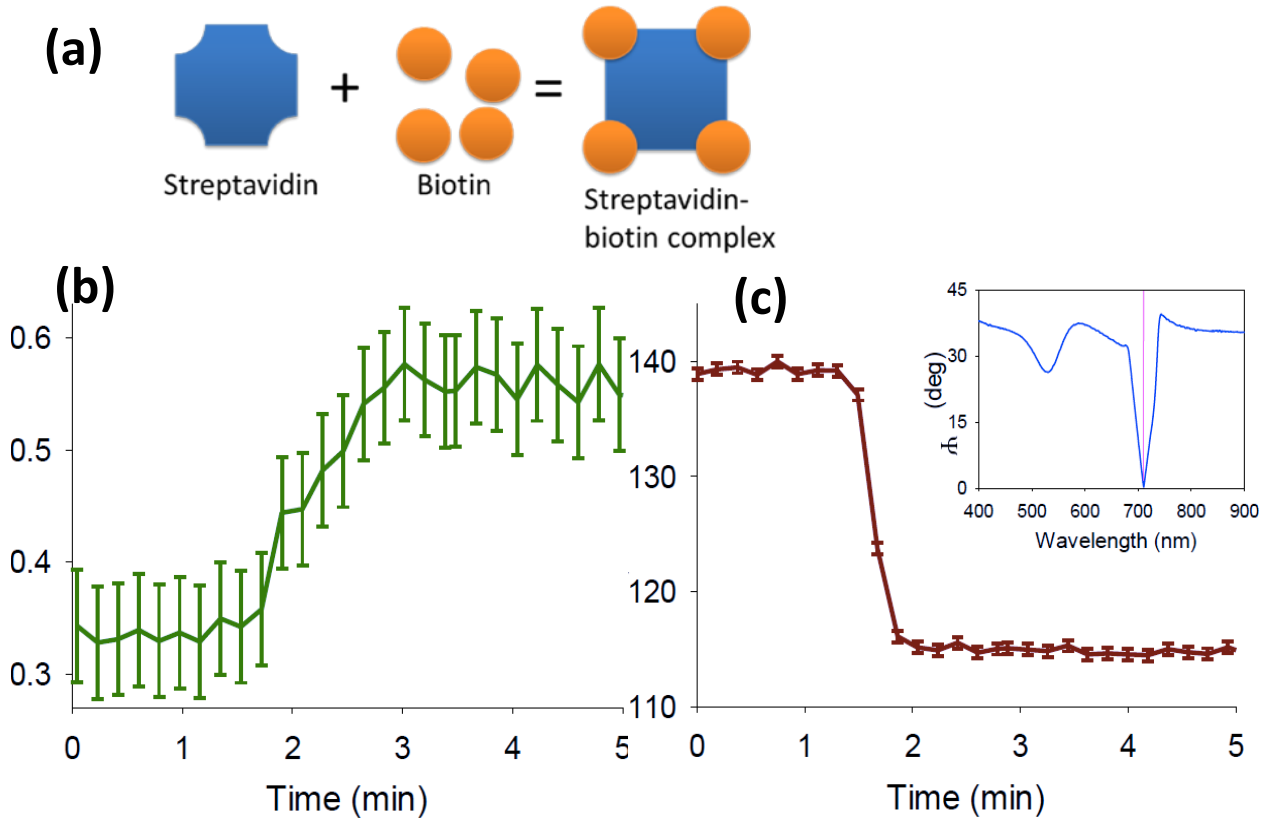 (a)
+
=
Streptavidin
Biotin
Streptavidin-
biotin complex
(b)
0.6
0.5
0.4
0.3
0 1 2 3 4 5
Time (min)
(c)
140
130
120
110
0 1 2 3 4 5
Time (min)
45
30
15
0
(deg)
400 500 600 700 800 900
Wavelength (nm)